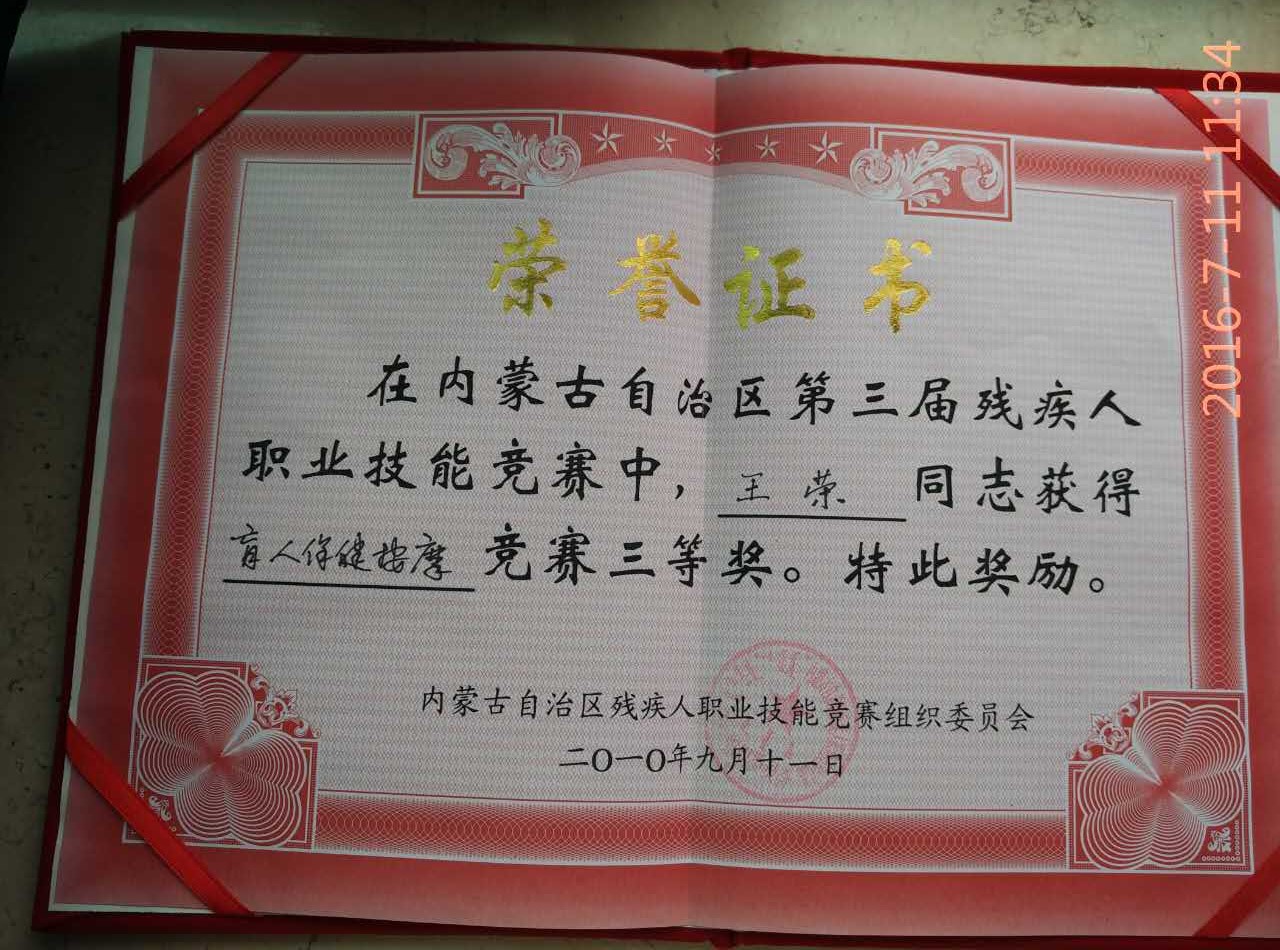 荣誉证书
在内蒙古自治区第三届残疾人
职业技能竞赛中，王荣同志获得
盲人保健按摩竞赛三等奖。特此奖励。
内蒙古自治区残疾人职业技能竞赛组织委员会
二〇一〇年九月十一日
2016-7-11 11:34